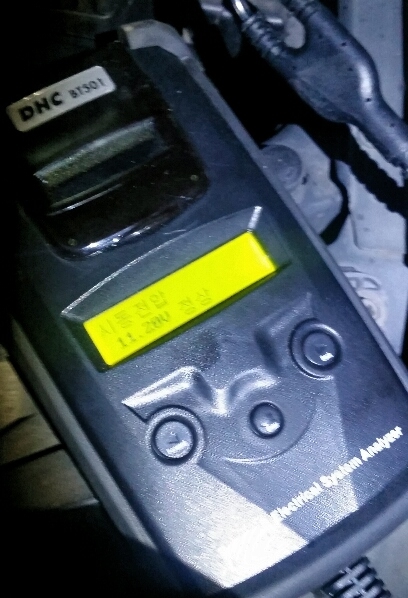 DHC BT501
시동전압
11.28V 정상
Electrical System Analyzer